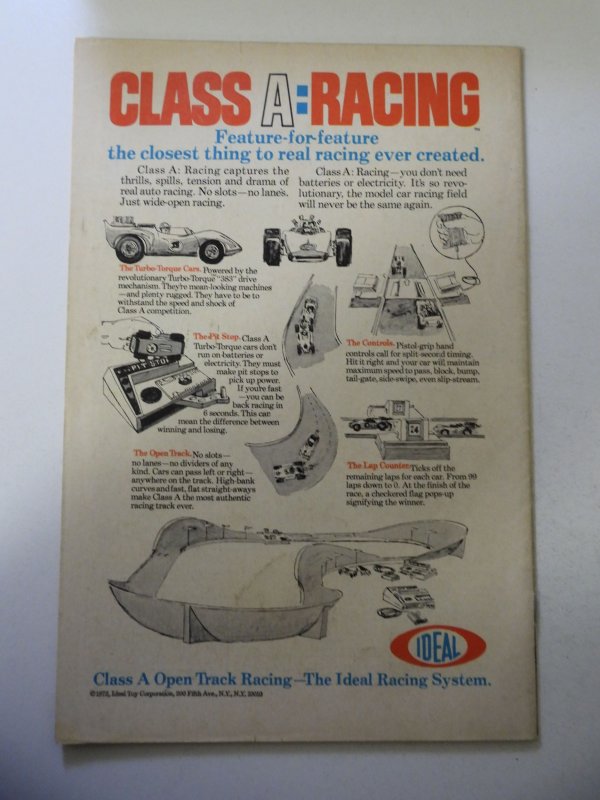 CLASS A:RACING
TM
Feature-for-feature
the closest thing to real racing ever created.
Class A: Racing captures the
thrills, spills, tension and drama of
real auto racing. No slots—no lanes.
Just wide-open racing.
Class A: Racing—you don't need
batteries or electricity. It's so revo-
lutionary, the model car racing field
will never be the same again.
The Turbo-Torque Cars. Powered by the
revolutionary Turbo-Torque "383" drive
mechanism. They're mean-looking machines
—and plenty rugged. They have to be to
withstand the speed and shock of
Class A competition.
The Controls. Pistol-grip hand
controls call for split-second timing.
Hit it right and your car will maintain
maximum speed to pass, block, bump,
tail-gate, side-swipe, even slip-stream.
The Pit Stop. Class A
Turbo-Torque cars don't
run on batteries or
electricity. They must
make pit stops to
pick up power.
If you're fast
—you can be
back racing in
6 seconds. This can
mean the difference between
winning and losing.
PIT STOP
The Open Track. No slots—
no lanes—no dividers of any
kind. Cars can pass left or right—
anywhere on the track. High-bank
curves and fast, flat straight-aways
make Class A the most authentic
racing track ever.
The Lap Counter. Ticks off the
remaining laps for each car. From 99
laps down to 0. At the finish of the
race, a checkered flag pops-up
signifying the winner.
IDEAL
Class A Open Track Racing—The Ideal Racing System.
©1973, Ideal Toy Corporation, 200 Fifth Ave., N.Y., N.Y. 10010